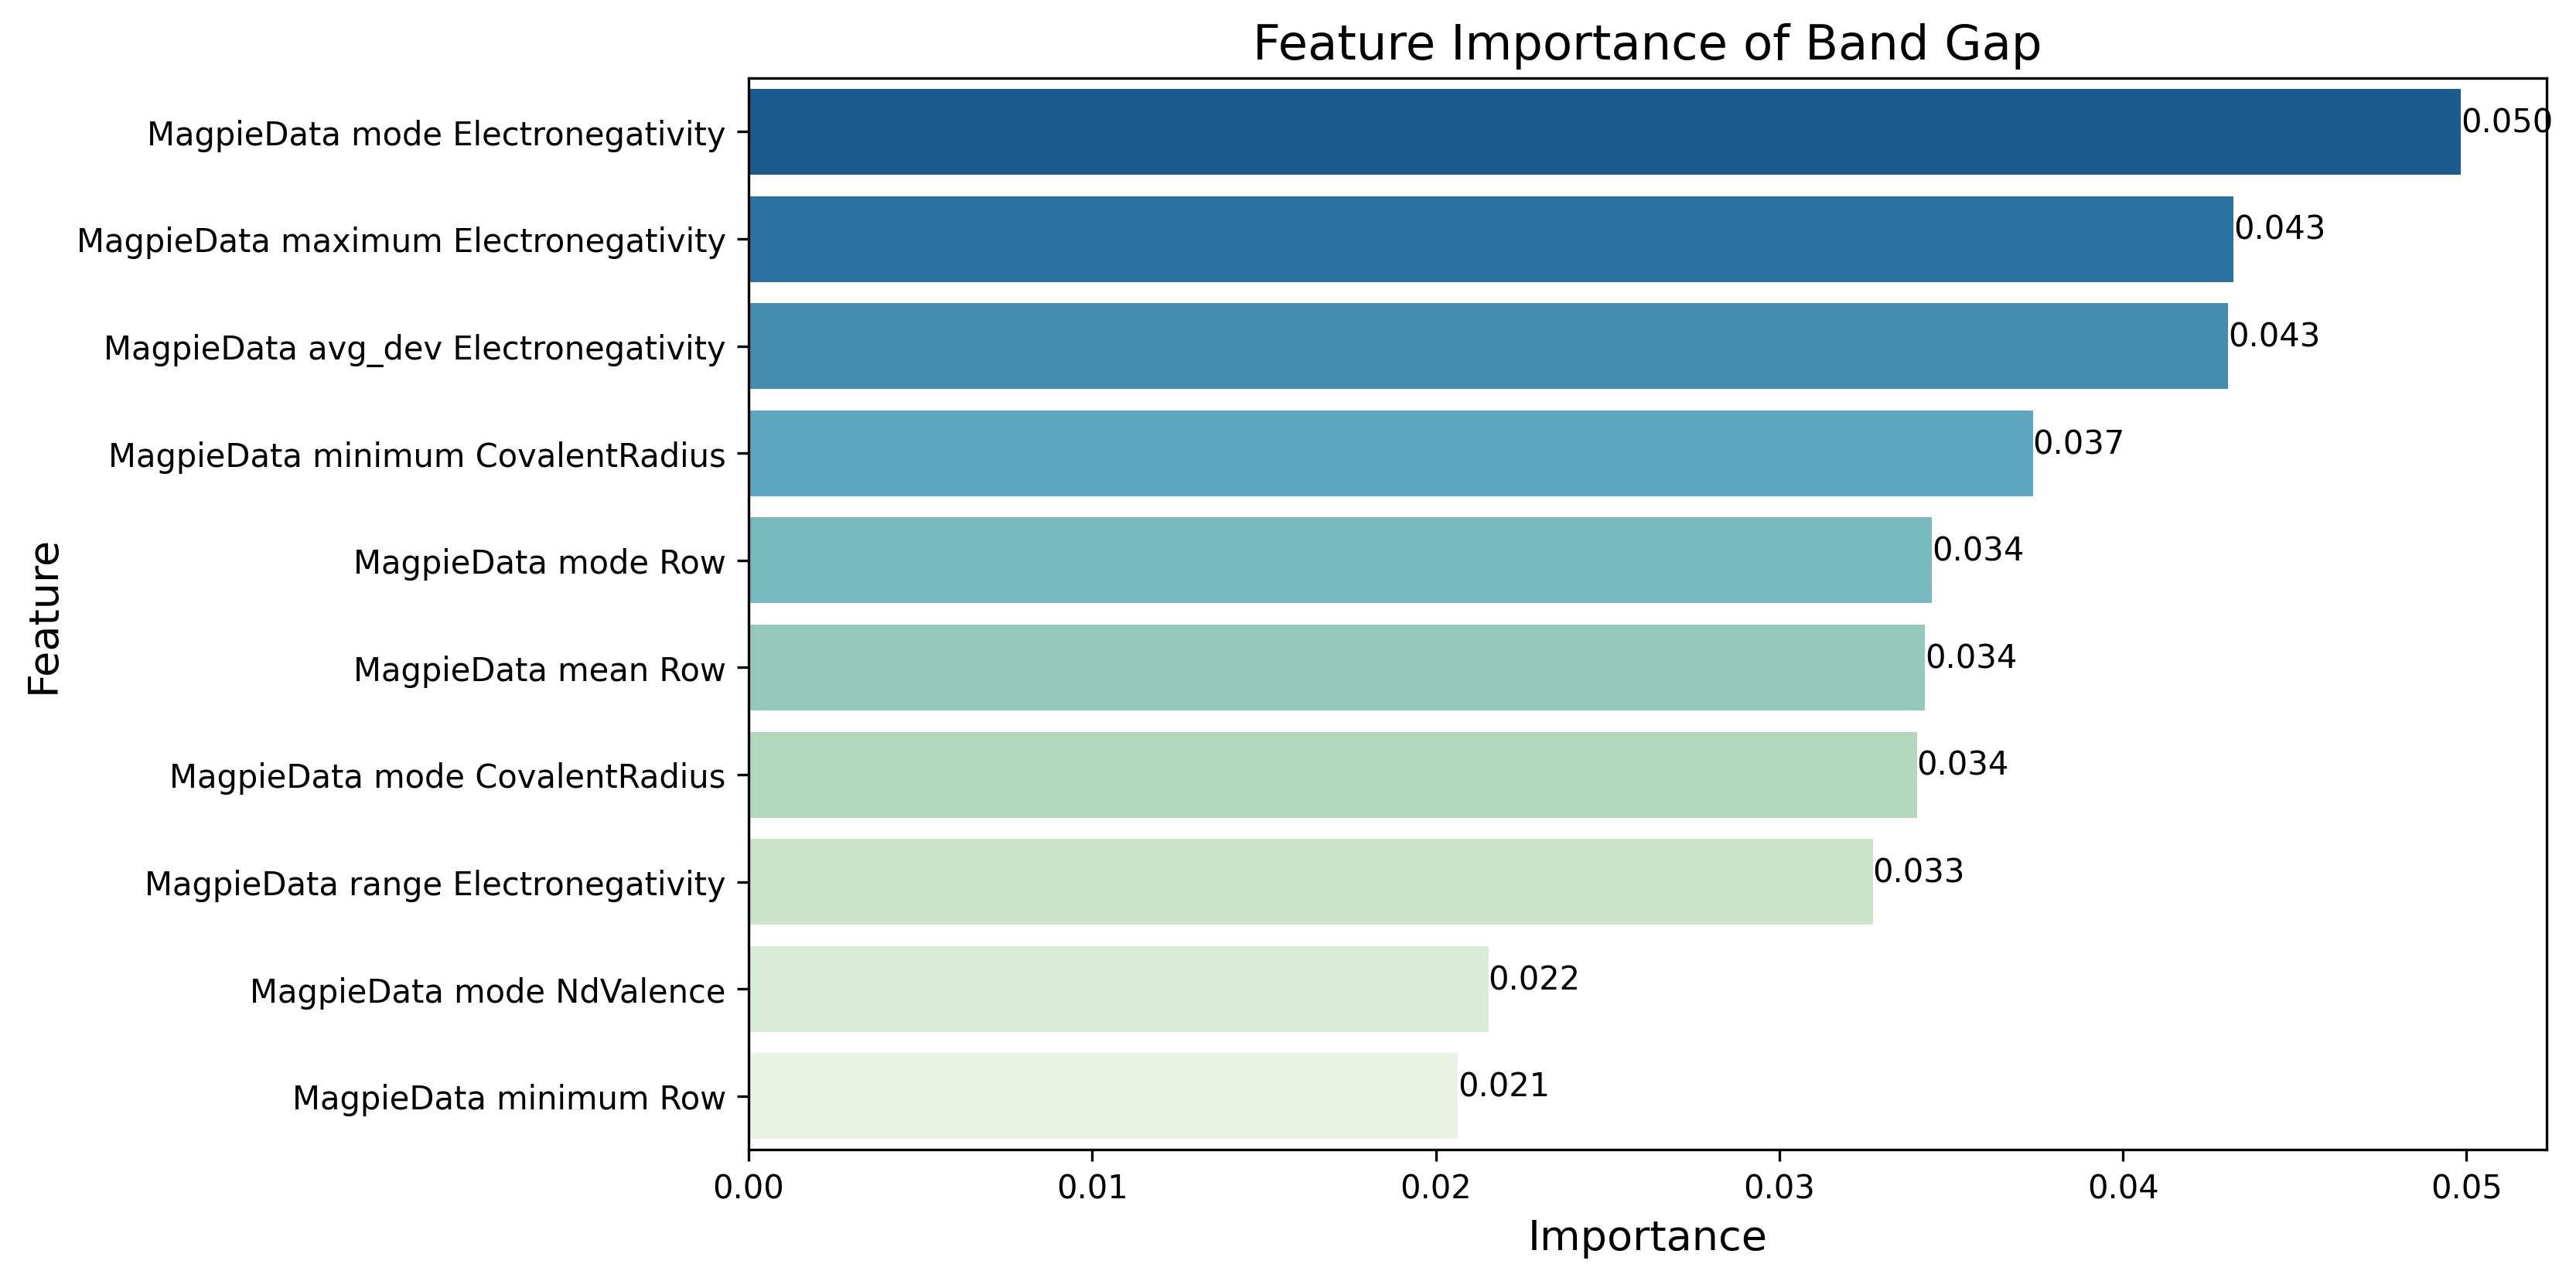 Feature Importance of Band Gap
MagpieData mode Electronegativity
0.050
MagpieData maximum Electronegativity
0.043
MagpieData avg_dev Electronegativity
0.043
MagpieData minimum CovalentRadius
0.037
MagpieData mode Row
0.034
MagpieData mean Row
0.034
MagpieData mode CovalentRadius
0.034
MagpieData range Electronegativity
0.033
MagpieData mode NdValence
0.022
MagpieData minimum Row
0.021
Feature
0.00 0.01 0.02 0.03 0.04 0.05
Importance